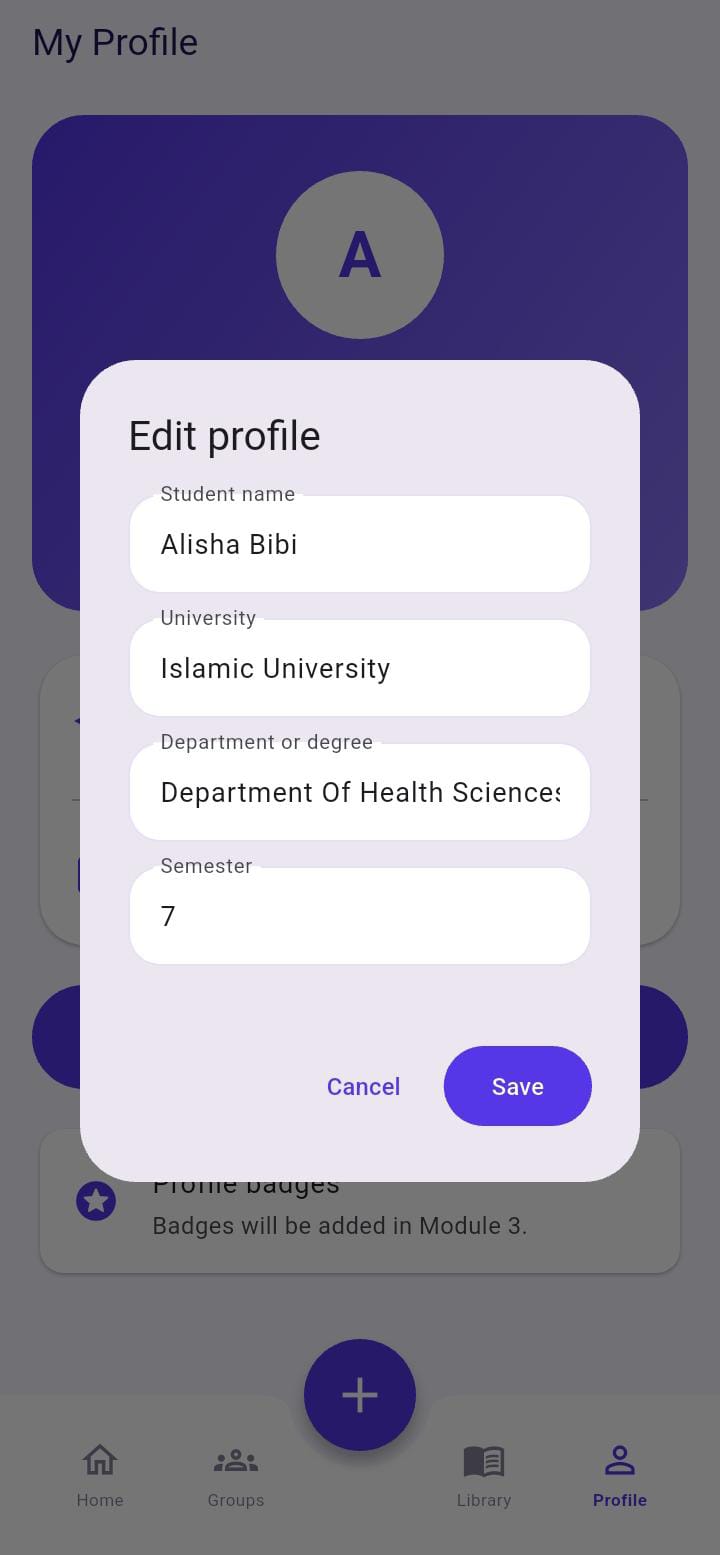 My Profile
A
Edit profile
Student name
Alisha Bibi
University
Islamic University
Department or degree
Department Of Health Sciences
Semester
7
Cancel
Save
Profile badges
Badges will be added in Module 3.
Home
Groups
Library
Profile